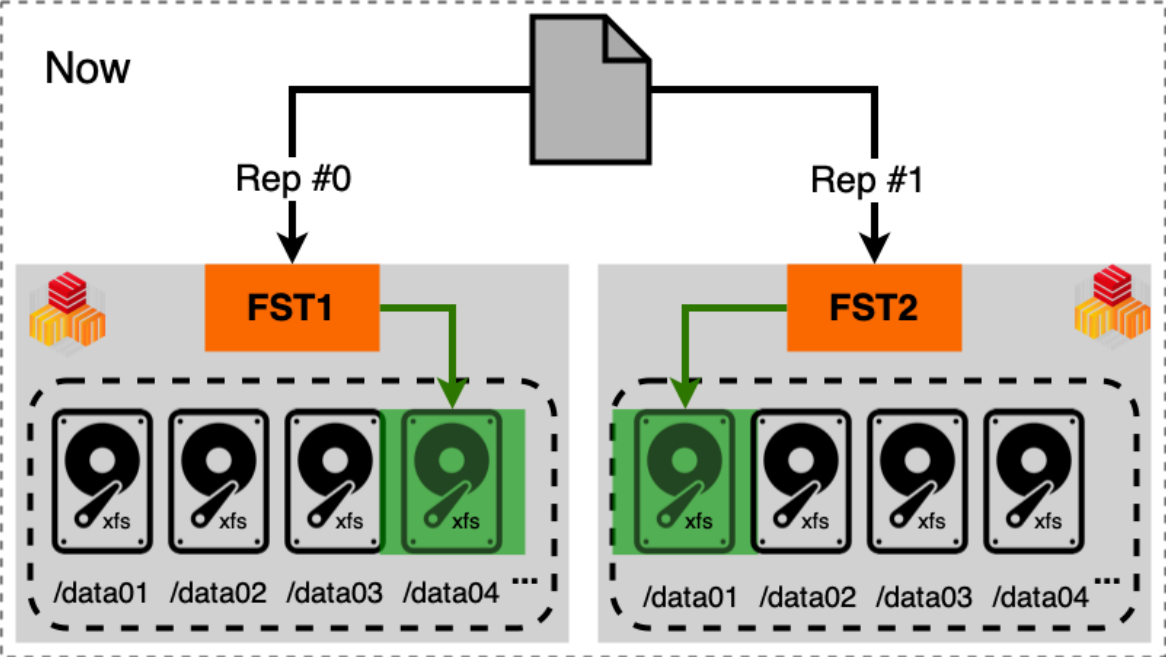 Now
Rep #0
Rep #1
FST1
FST2
xfs xfs xfs xfs
/data01 /data02 /data03 /data04 ...
xfs xfs xfs xfs
/data01 /data02 /data03 /data04 ...